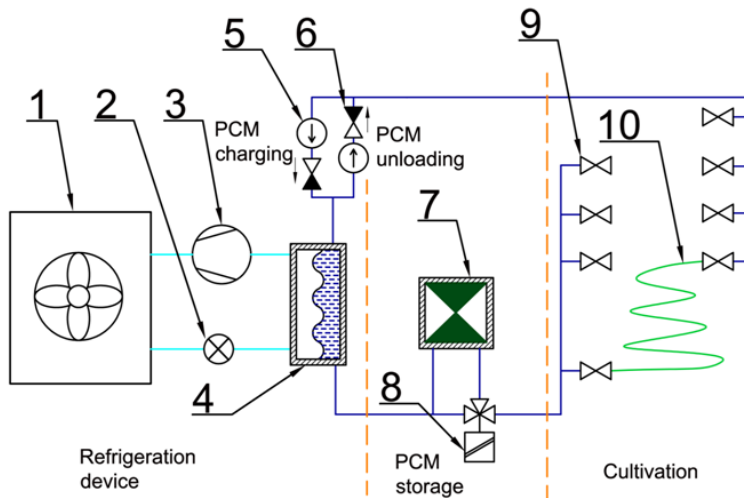 5
6
9
1
2
3
PCM
charging
PCM
unloading
10
7
4
8
Refrigeration
device
PCM
storage
Cultivation